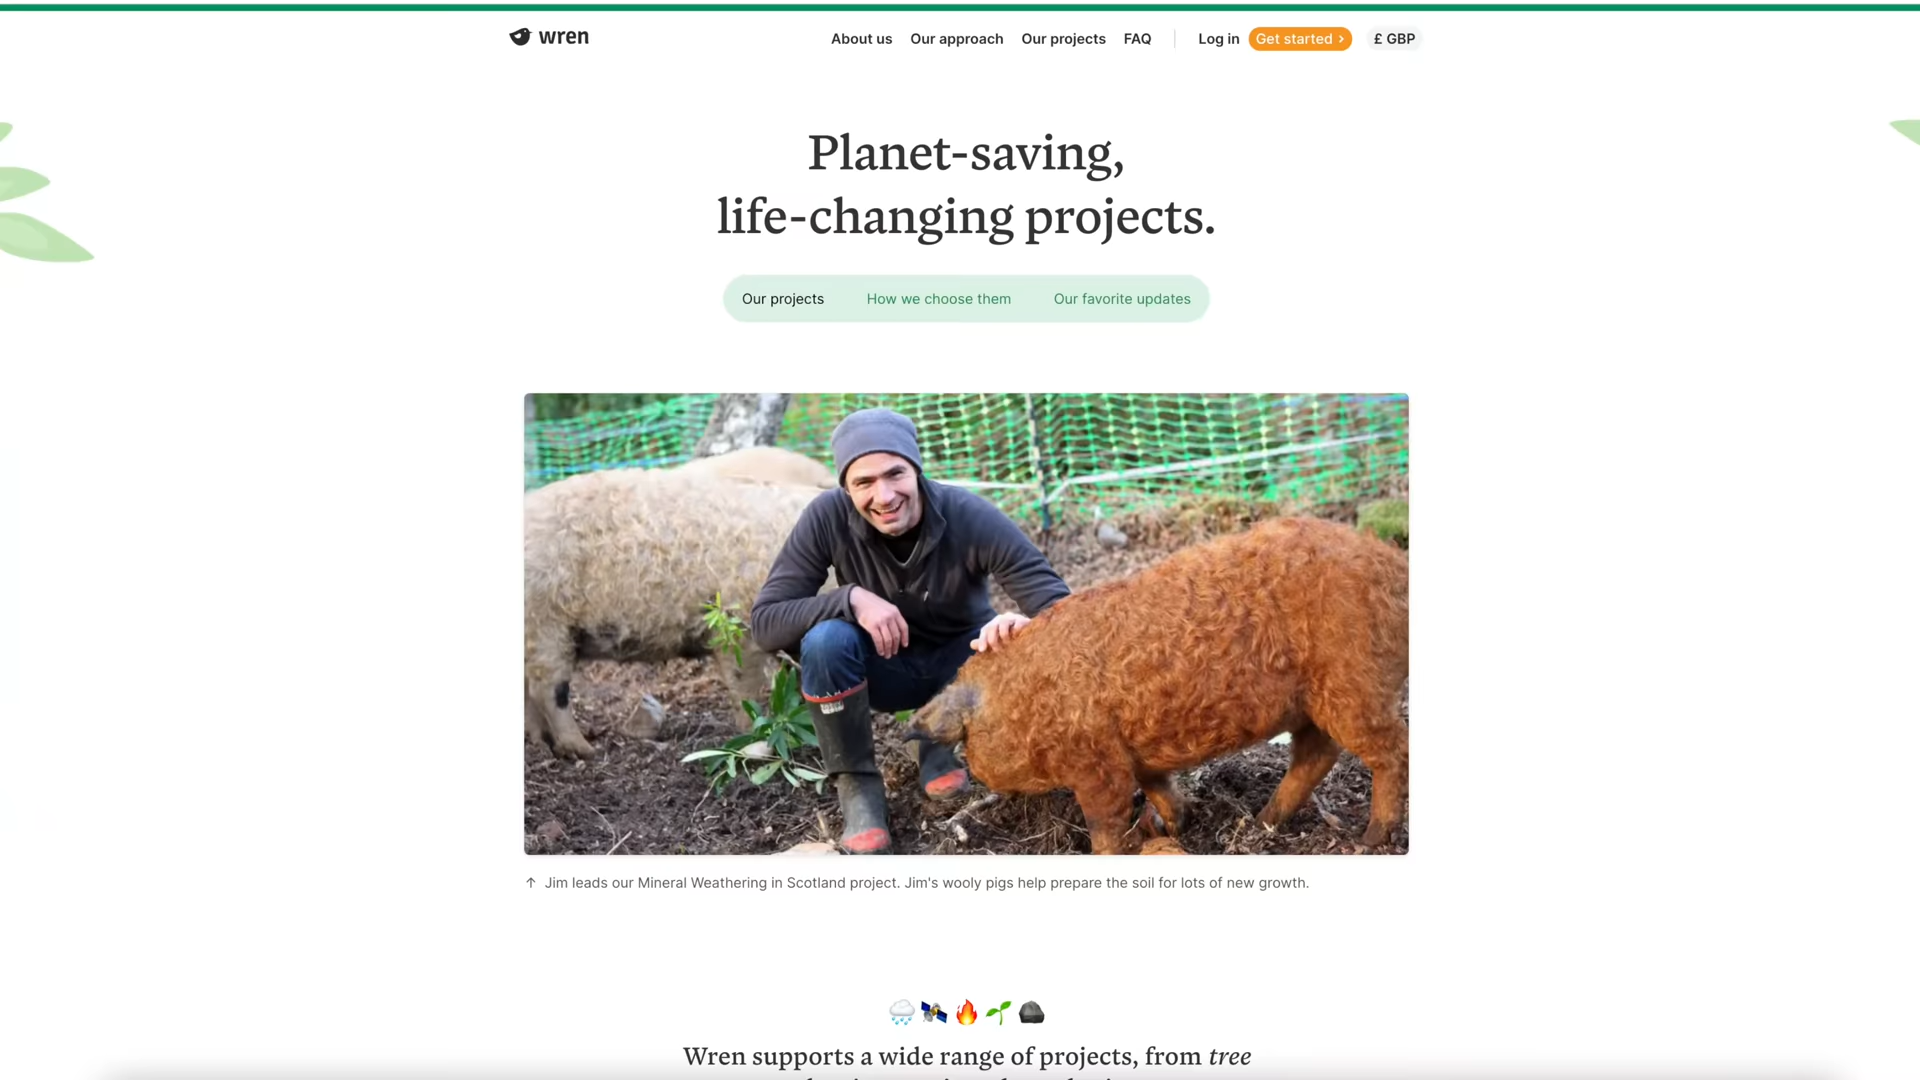 wren
About us
Our approach
Our projects
FAQ
Log in
Get started ›
£ GBP
Planet-saving,
life-changing projects.
Our projects
How we choose them
Our favorite updates
↑ Jim leads our Mineral Weathering in Scotland project. Jim's wooly pigs help prepare the soil for lots of new growth.
Wren supports a wide range of projects, from tree